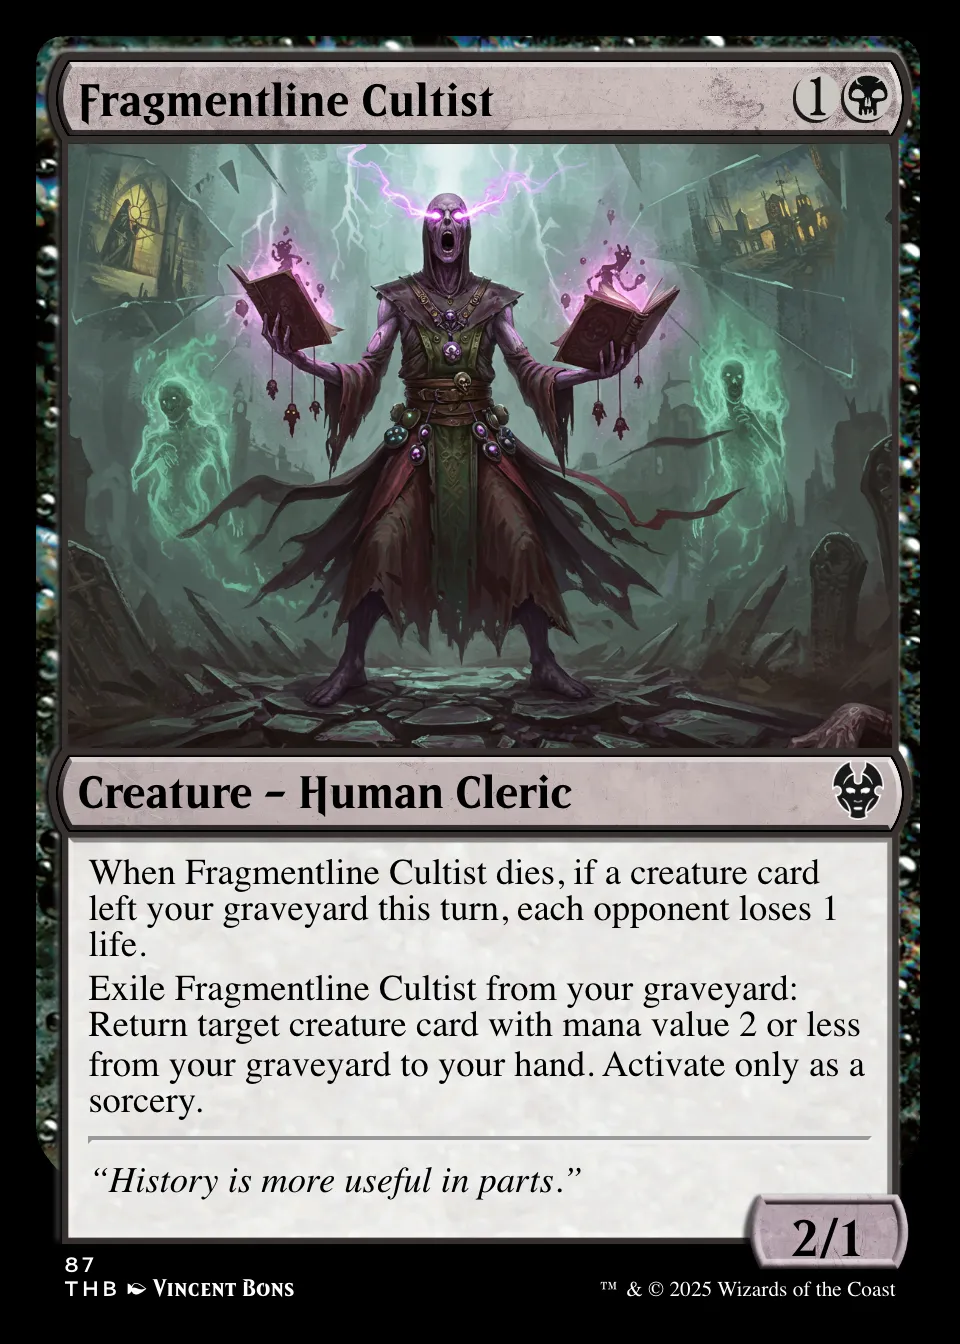 Fragmentline Cultist 1
Creature – Human Cleric
When Fragmentline Cultist dies, if a creature card
left your graveyard this turn, each opponent loses 1
life.
Exile Fragmentline Cultist from your graveyard:
Return target creature card with mana value 2 or less
from your graveyard to your hand. Activate only as a
sorcery.
“History is more useful in parts.”
2/1
87
THB Vincent Bons
™ & © 2025 Wizards of the Coast